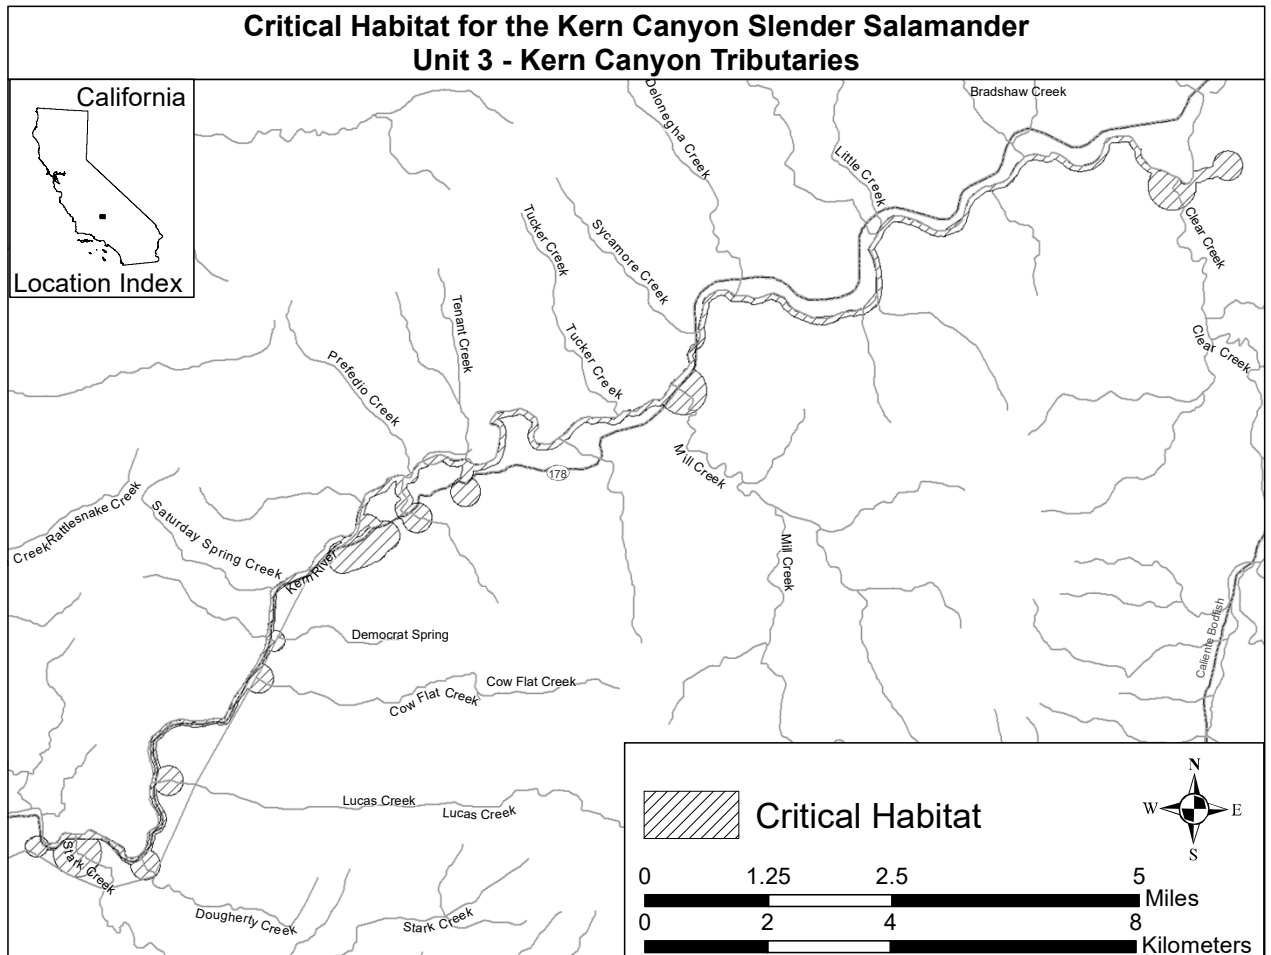 Critical Habitat for the Kern Canyon Slender Salamander
Unit 3 - Kern Canyon Tributaries
California
Location Index
Delonegha Creek
Bradshaw Creek
Little Creek
Clear Creek
Tucker Creek
Sycamore Creek
Tenant Creek
Tucker Creek
Prefedio Creek
Clear Creek
178
Mill Creek
Rattlesnake Creek
Creek
Saturday Spring Creek
Kern River
Mill Creek
Democrat Spring
Caliente Bodfish
Cow Flat Creek
Cow Flat Creek
Lucas Creek
Lucas Creek
Stark Creek
Dougherty Creek
Stark Creek
Critical Habitat
N
W E
S
0 1.25 2.5 5
Miles
0 2 4 8
Kilometers